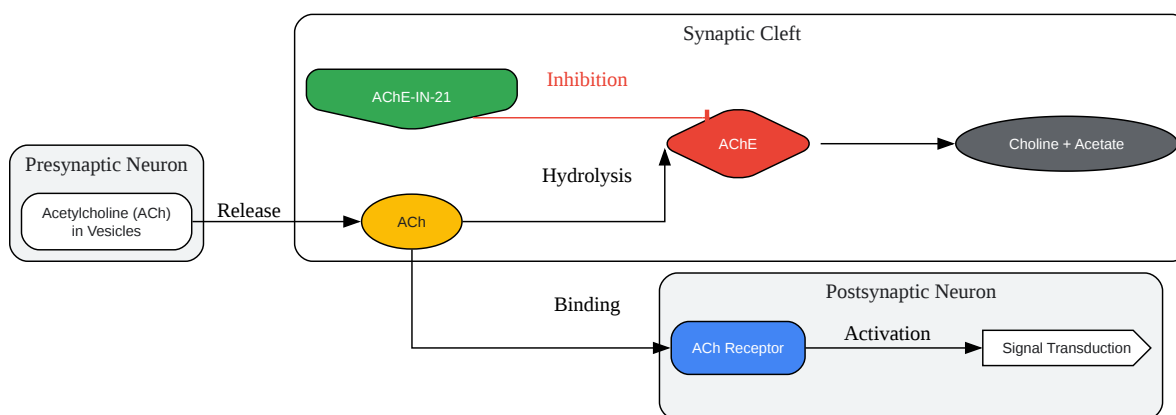 Synaptic Cleft
AChE-IN-21
Inhibition
AChE
Choline + Acetate
Presynaptic Neuron
Acetylcholine (ACh)
in Vesicles
Release
ACh
Hydrolysis
Binding
Postsynaptic Neuron
ACh Receptor
Activation
Signal Transduction